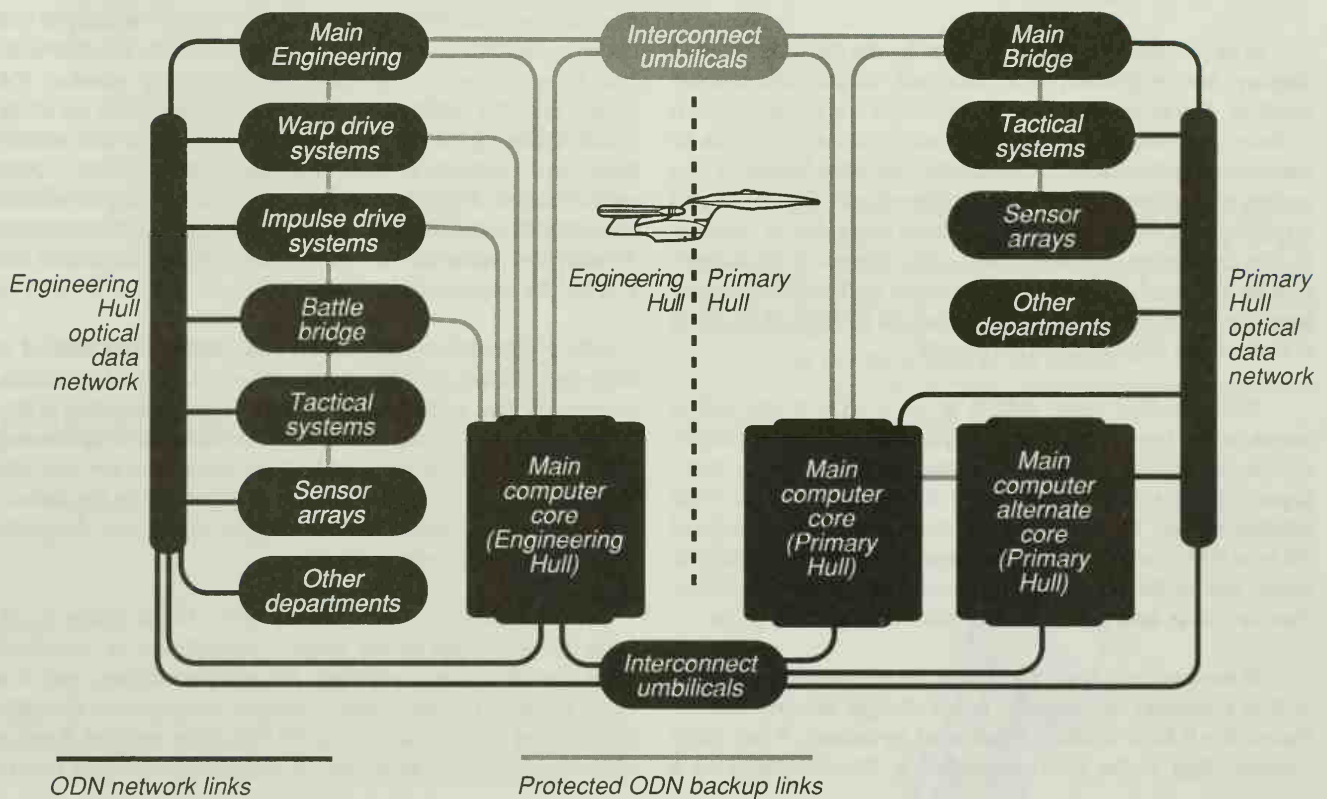 Main
Engineering
Interconnect
umbilicals
Main
Bridge
Warp drive
systems
Tactical
systems
Impulse drive
systems
Sensor
arrays
Engineering
Hull
optical
data
network
Battle
bridge
Engineering
Hull
Primary
Hull
Other
departments
Primary
Hull
optical
data
network
Tactical
systems
Sensor
arrays
Other
departments
Main
computer
core
(Engineering
Hull)
Main
computer
core
(Primary
Hull)
Main
computer
alternate
core
(Primary
Hull)
Interconnect
umbilicals
ODN network links
Protected ODN backup links